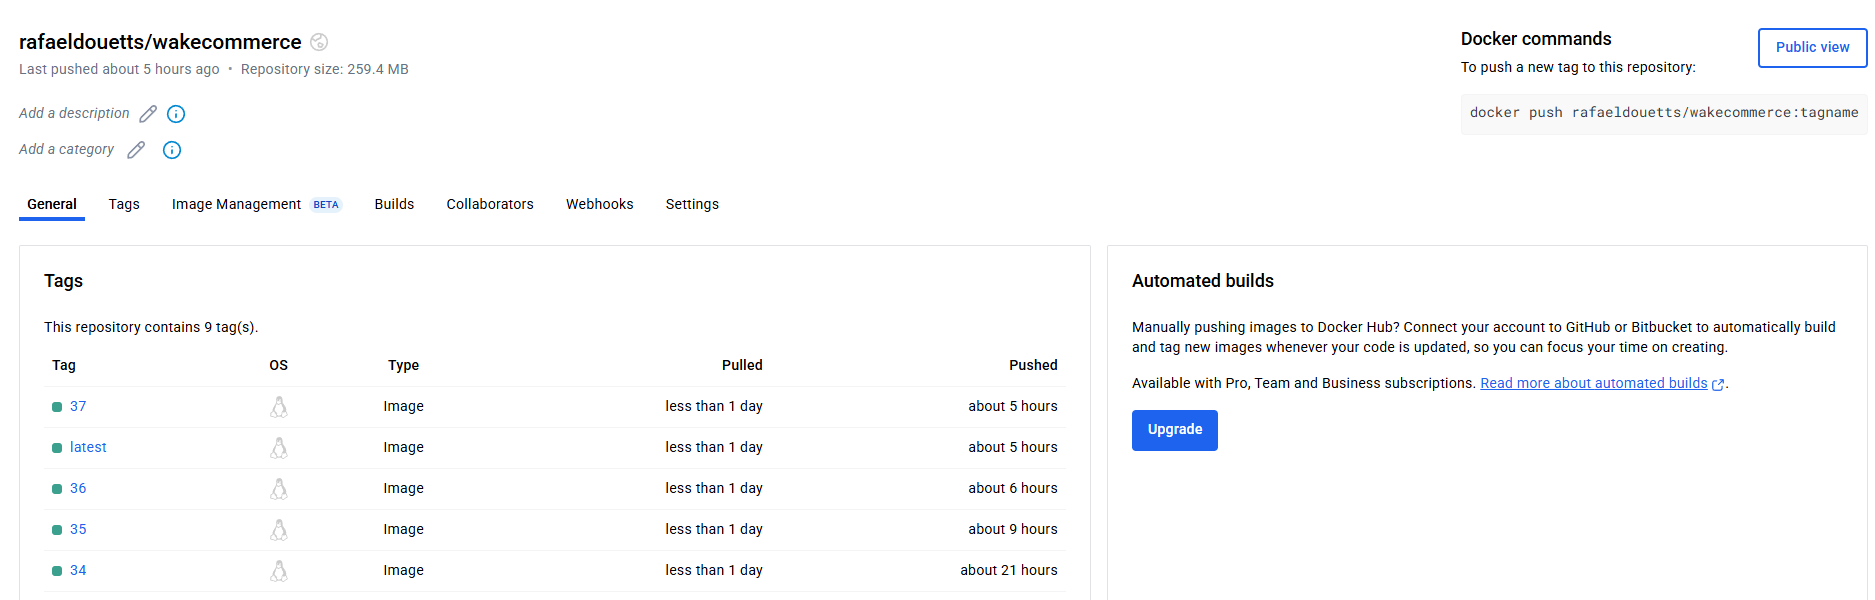 rafaeldouetts/wakecommerce
Last pushed about 5 hours ago • Repository size: 259.4 MB
Add a description
Add a category
Docker commands
To push a new tag to this repository:
Public view
docker push rafaeldouetts/wakecommerce:tagname
General Tags Image Management BETA Builds Collaborators Webhooks Settings
Tags
This repository contains 9 tag(s).
Tag OS Type Pulled Pushed
37 Image less than 1 day about 5 hours
latest Image less than 1 day about 5 hours
36 Image less than 1 day about 6 hours
35 Image less than 1 day about 9 hours
34 Image less than 1 day about 21 hours
Automated builds
Manually pushing images to Docker Hub? Connect your account to GitHub or Bitbucket to automatically build
and tag new images whenever your code is updated, so you can focus your time on creating.
Available with Pro, Team and Business subscriptions. Read more about automated builds.
Upgrade